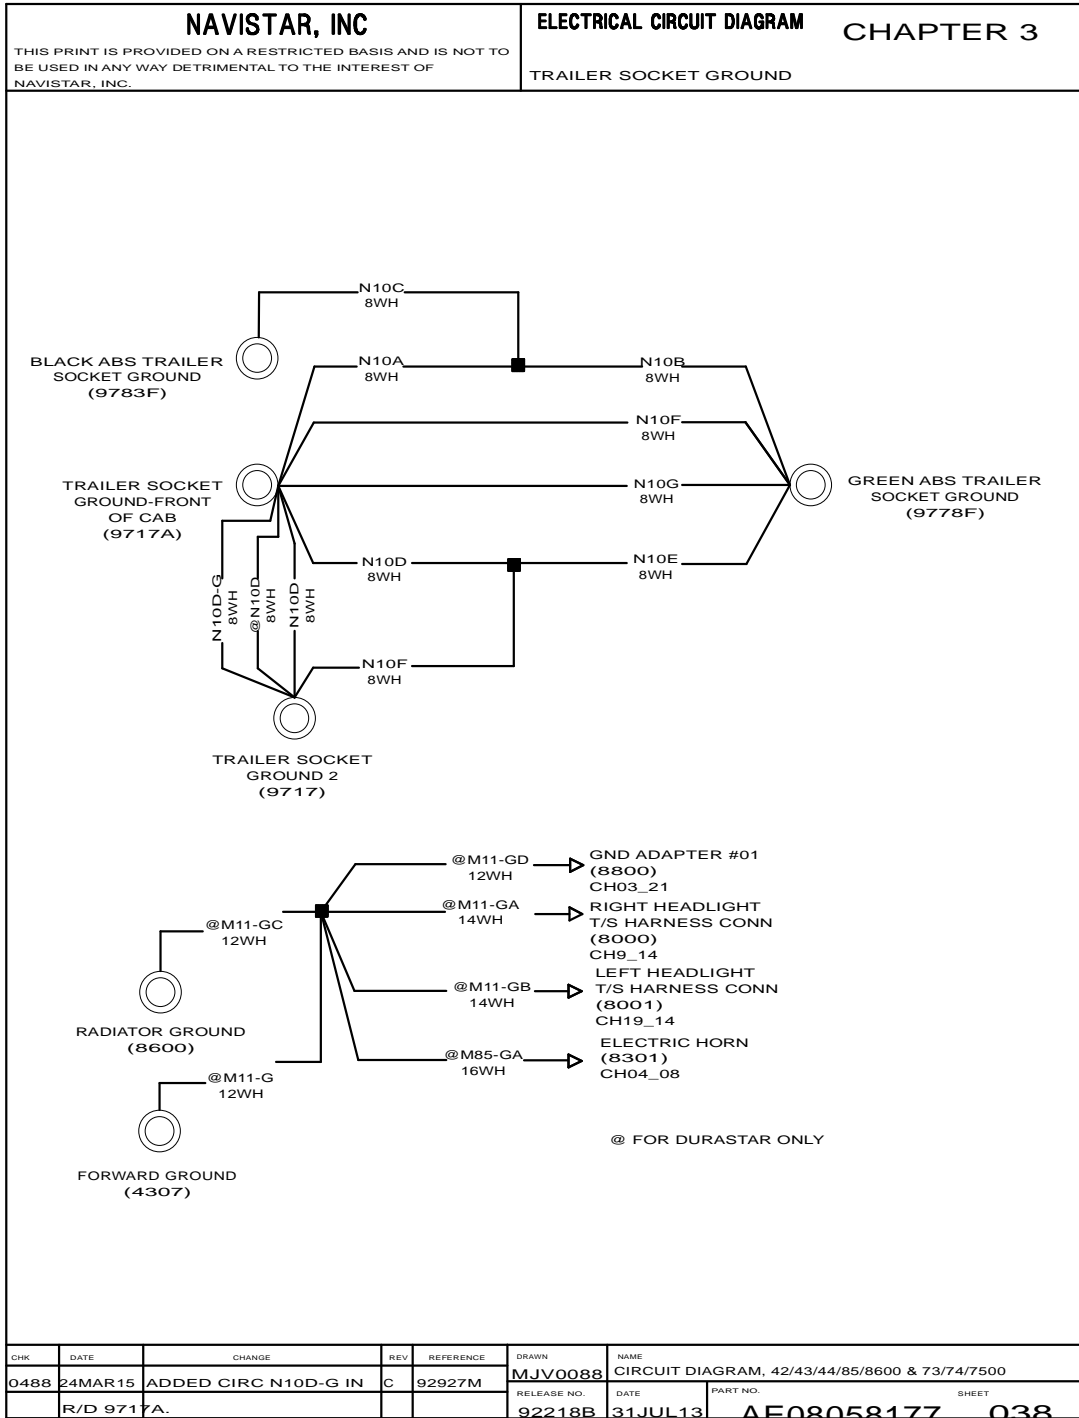 NAVISTAR, INC
THIS PRINT IS PROVIDED ON A RESTRICTED BASIS AND IS NOT TO
BE USED IN ANY WAY DETRIMENTAL TO THE INTEREST OF
NAVISTAR, INC.
ELECTRICAL CIRCUIT DIAGRAM
CHAPTER 3
TRAILER SOCKET GROUND
N10C
8WH
BLACK ABS TRAILER
SOCKET GROUND
(9783F)
N10A
8WH
N10B
8WH
N10F
8WH
TRAILER SOCKET
GROUND-FRONT
OF CAB
(9717A)
N10G
8WH
GREEN ABS TRAILER
SOCKET GROUND
(9778F)
N10D
8WH
N10E
8WH
N10D-G
8WH
@N10D
8WH
N10D
8WH
N10F
8WH
TRAILER SOCKET
GROUND 2
(9717)
@M11-GD
12WH
GND ADAPTER #01
(8800)
CH03_21
@M11-GA
14WH
RIGHT HEADLIGHT
T/S HARNESS CONN
(8000)
CH9_14
@M11-GC
12WH
@M11-GB
14WH
LEFT HEADLIGHT
T/S HARNESS CONN
(8001)
CH19_14
RADIATOR GROUND
(8600)
@M85-GA
16WH
ELECTRIC HORN
(8301)
CH04_08
@M11-G
12WH
@ FOR DURASTAR ONLY
FORWARD GROUND
(4307)
CHK DATE CHANGE REV REFERENCE
0488 24MAR15 ADDED CIRC N10D-G IN C 92927M
R/D 9717A.
DRAWN
MJV0088
NAME
CIRCUIT DIAGRAM, 42/43/44/85/8600 & 73/74/7500
RELEASE NO.
92218B
DATE
31JUL13
PART NO.
AE08058177
SHEET
038